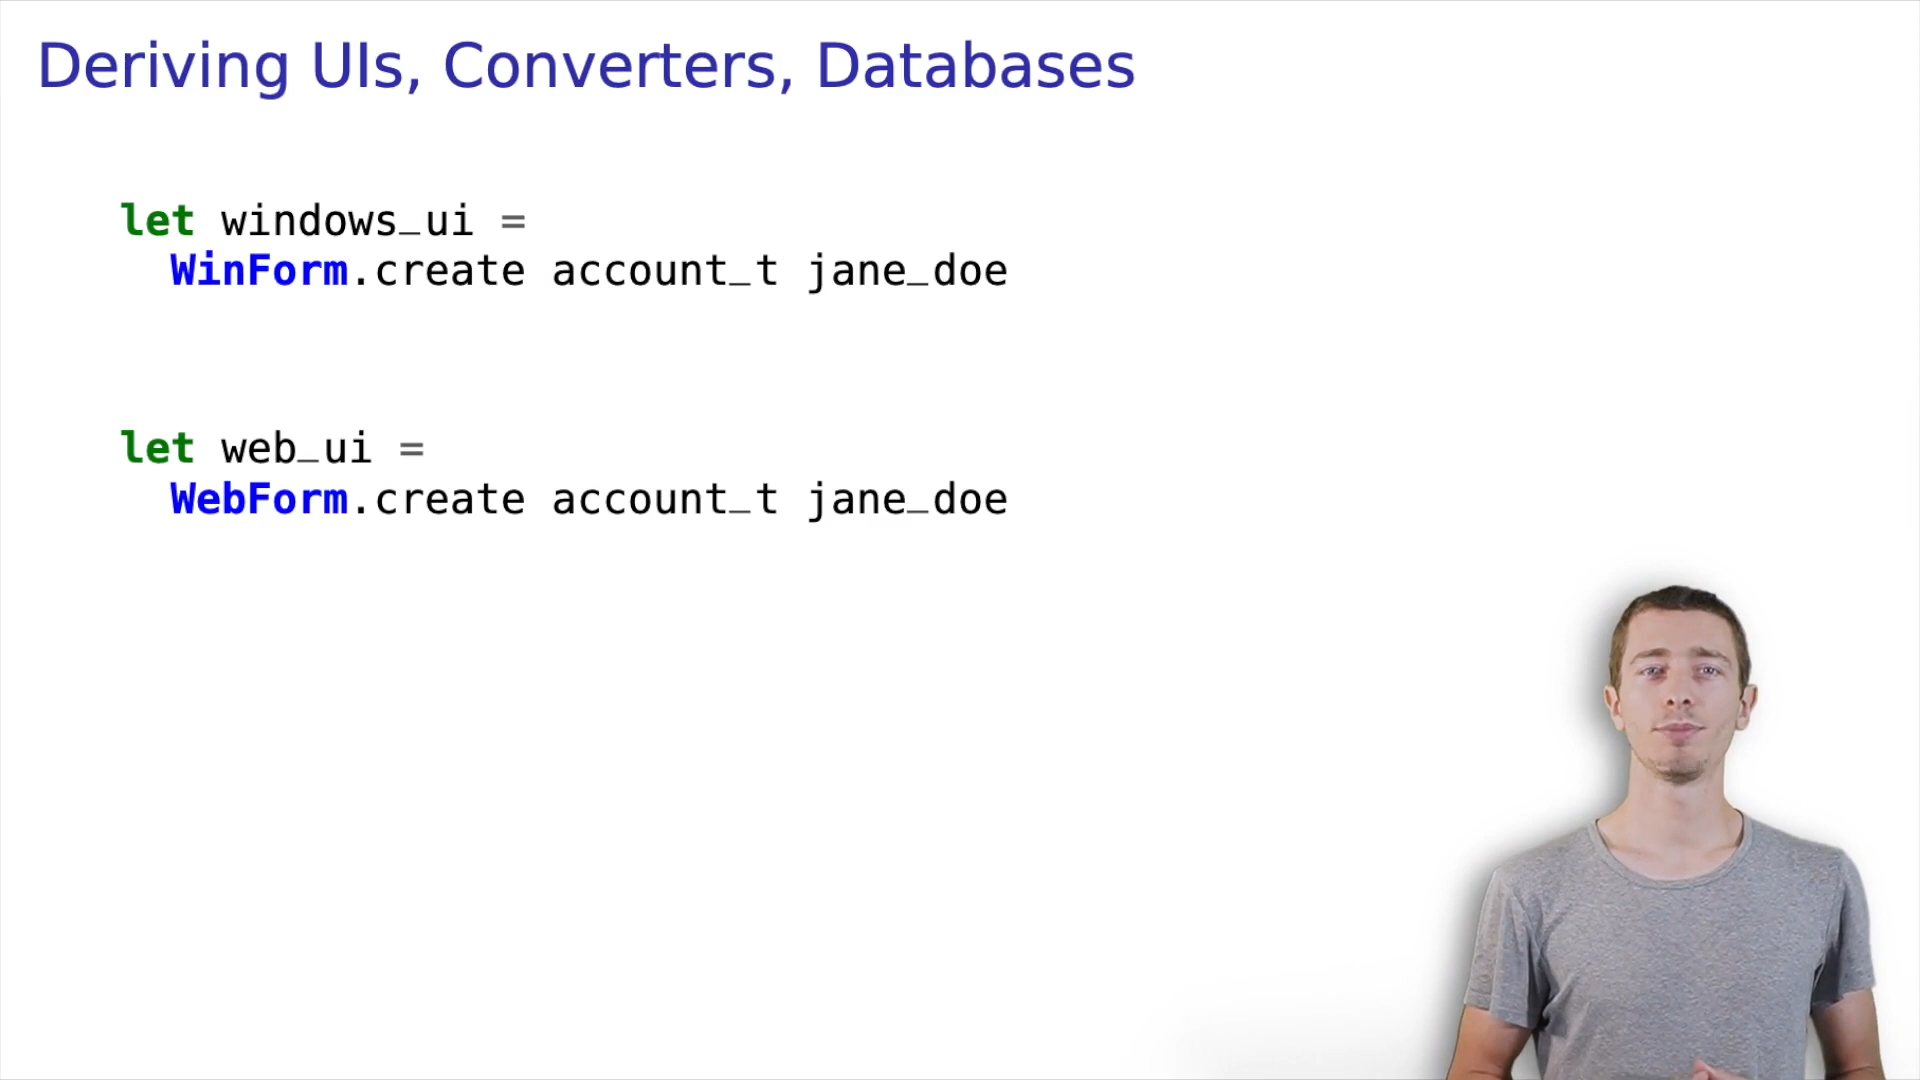 Deriving UIs, Converters, Databases
let windows_ui =
WinForm.create account_t jane_doe
let web_ui =
WebForm.create account_t jane_doe